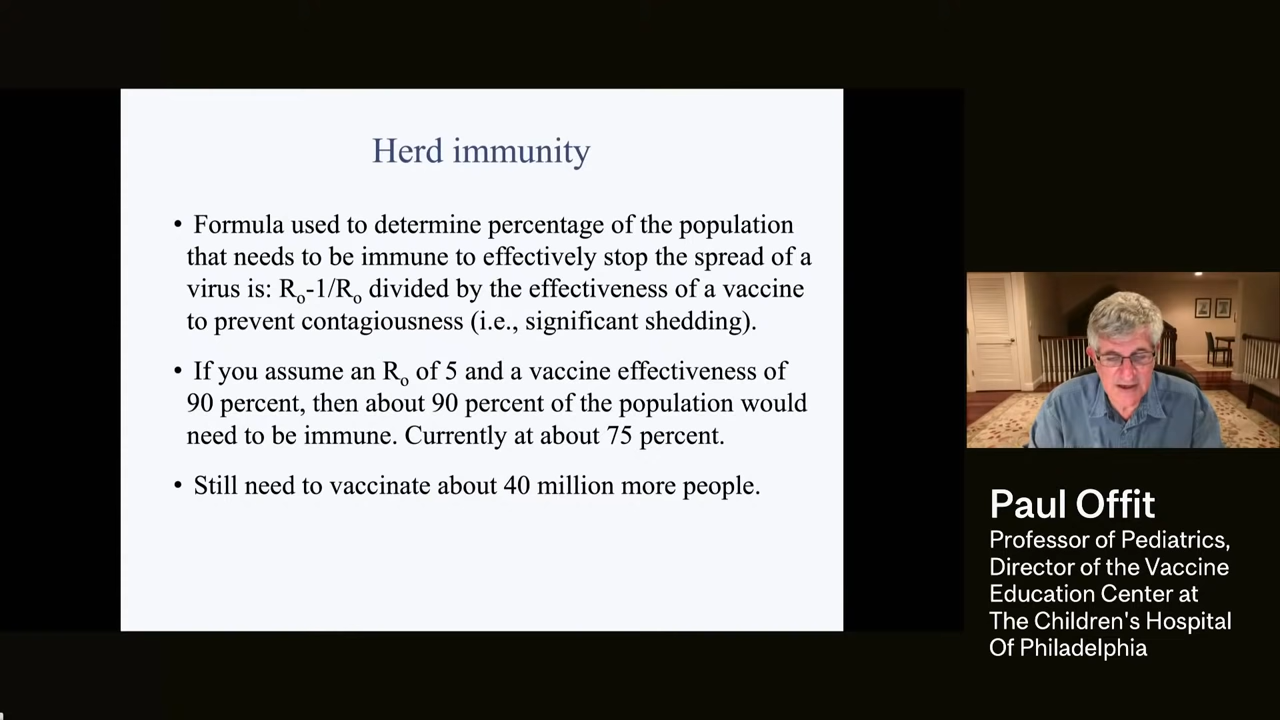 Herd immunity
• Formula used to determine percentage of the population
that needs to be immune to effectively stop the spread of a
virus is: Ro-1/Ro divided by the effectiveness of a vaccine
to prevent contagiousness (i.e., significant shedding).
• If you assume an Ro of 5 and a vaccine effectiveness of
90 percent, then about 90 percent of the population would
need to be immune. Currently at about 75 percent.
• Still need to vaccinate about 40 million more people.
Paul Offit
Professor of Pediatrics,
Director of the Vaccine
Education Center at
The Children's Hospital
Of Philadelphia